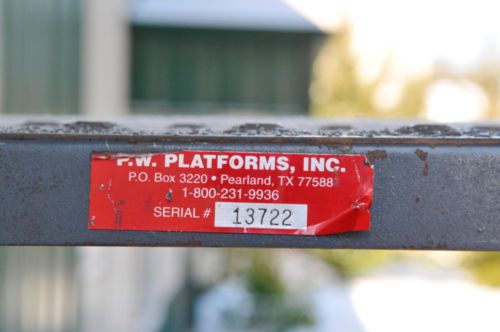 P.W. PLATFORMS, INC.
P.O. Box 3220 • Pearland, TX 77588
1-800-231-9936
SERIAL # 13722